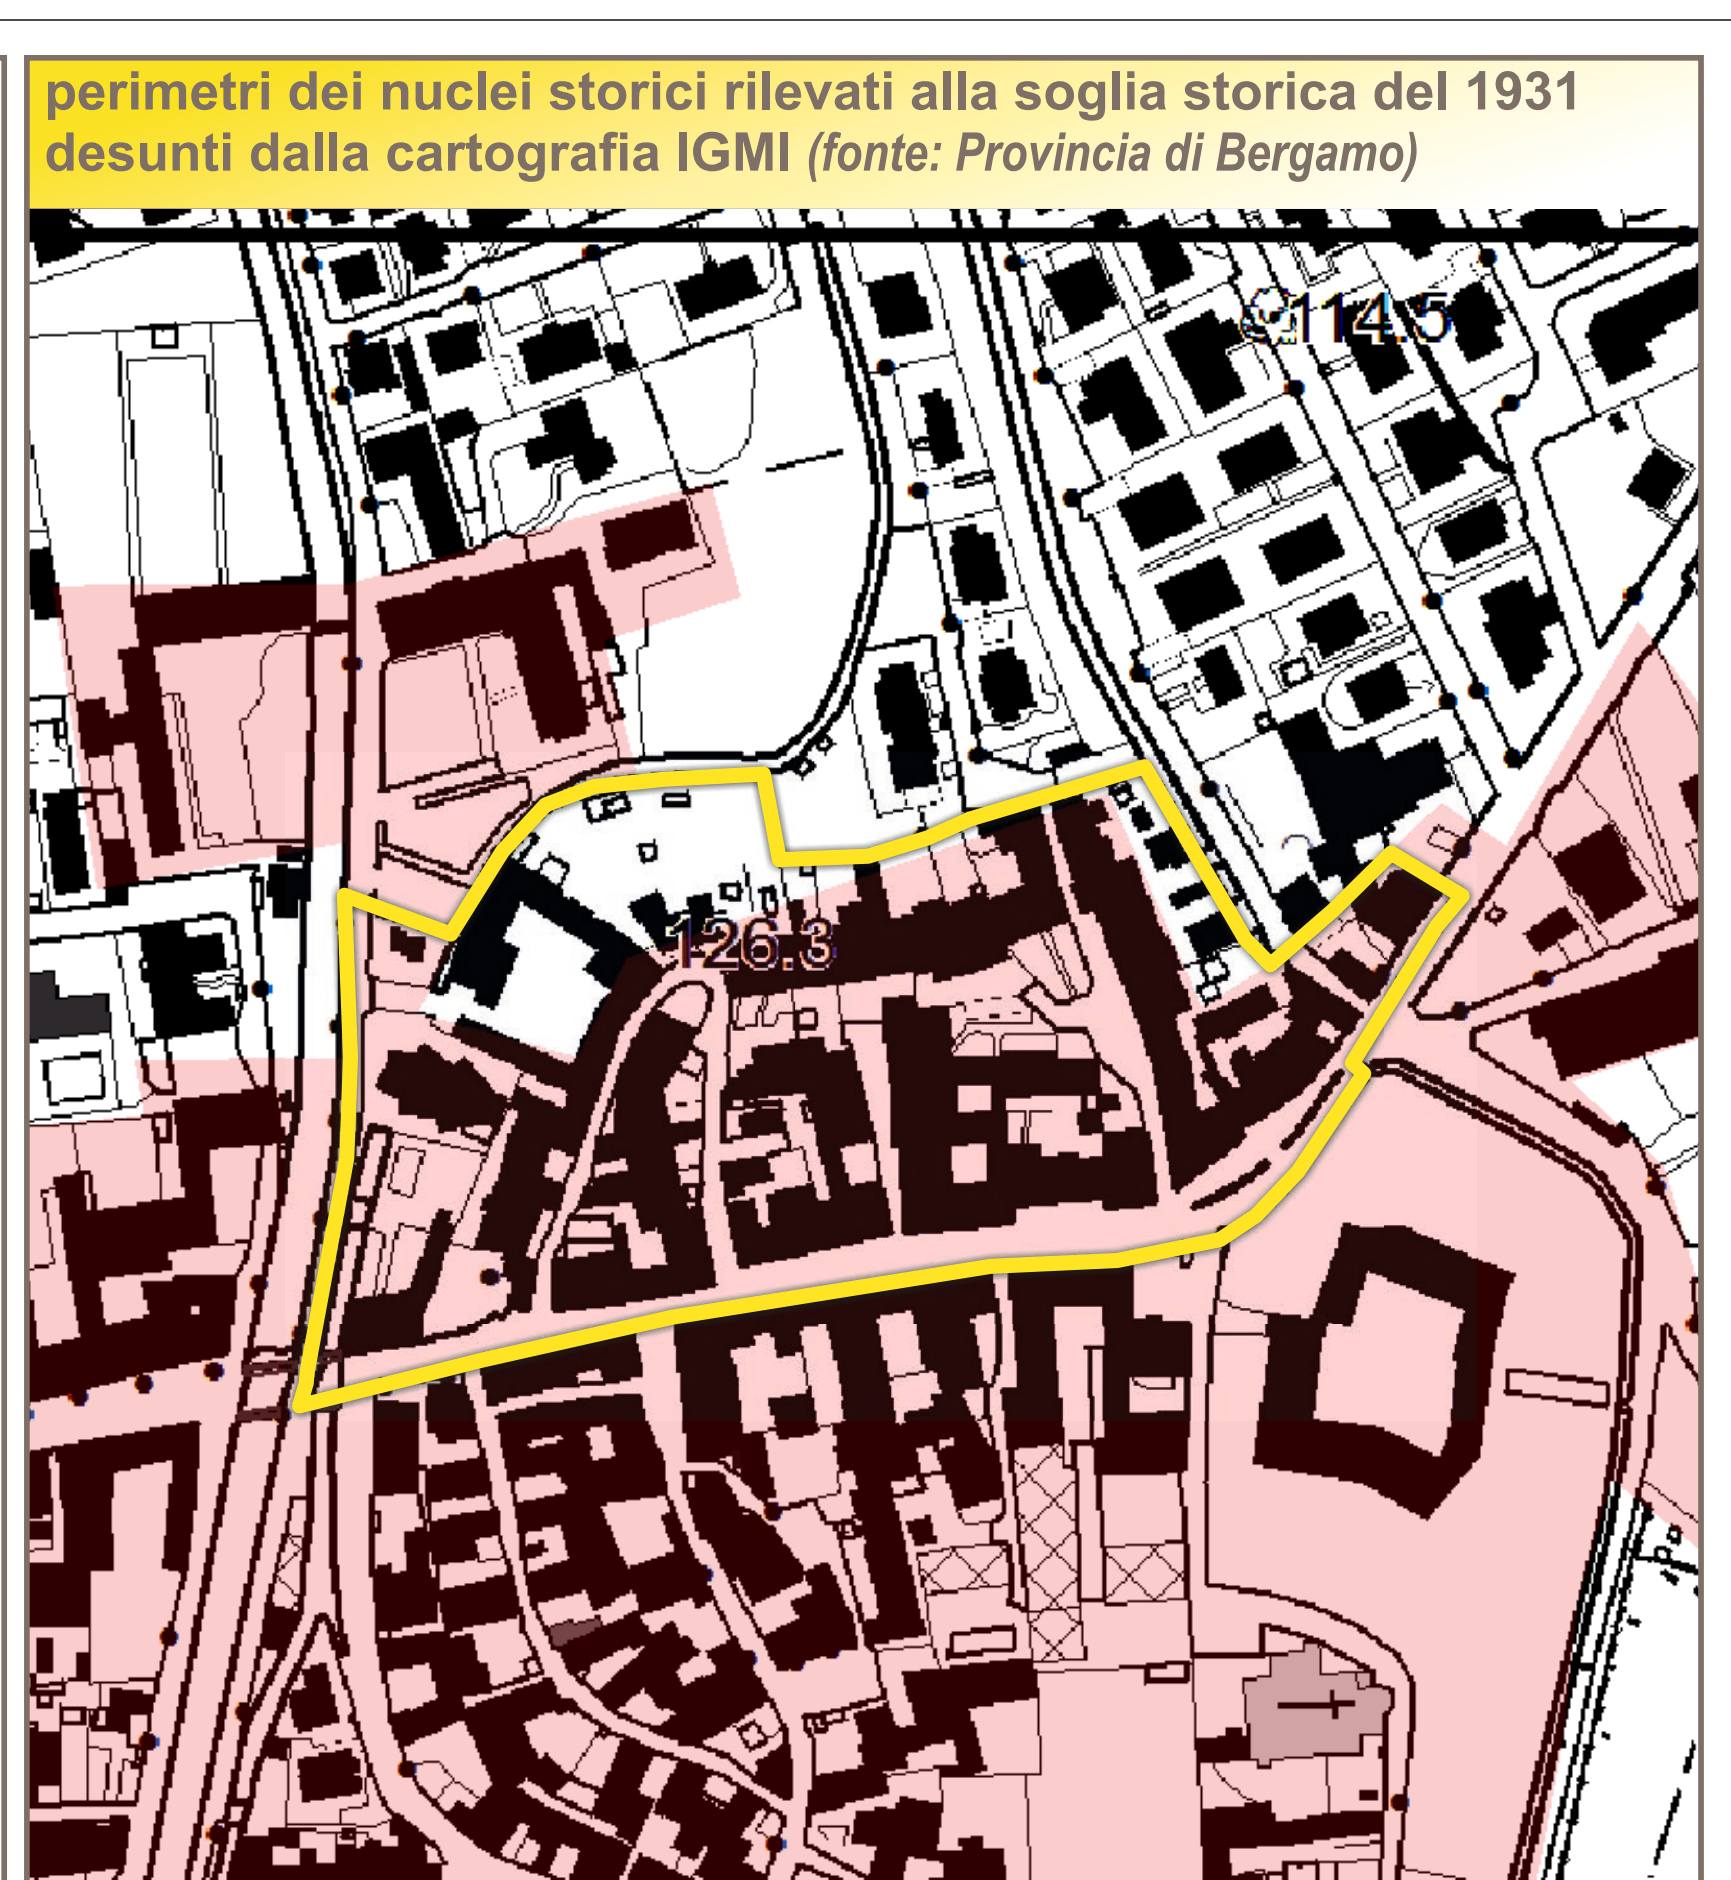 perimetri dei nuclei storici rilevati alla soglia storica del 1931
desunti dalla cartografia IGMI (fonte: Provincia di Bergamo)
114.5
126.3